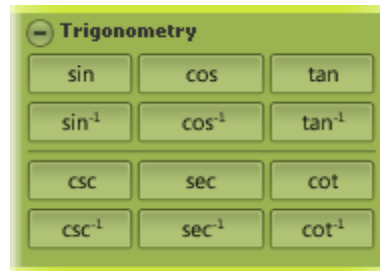 Trigonometry
sin cos tan
sin⁻¹ cos⁻¹ tan⁻¹
csc sec cot
csc⁻¹ sec⁻¹ cot⁻¹